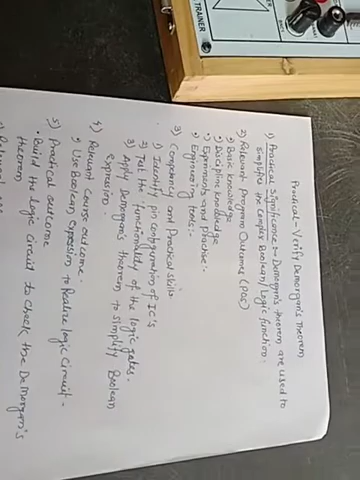 TRAINER
Practical - Verify Demorgan's Theorem
1) Practical Significance :- Demorgan's theorem are used to
simplifies the complex Boolean/Logic function.
2) Relevant Program Outcomes (POs)
• Basic knowledge
• Discipline knowledge
• Experiments and practise :-
• Engineering tools :-
3) Competency and Practical skills
1) Identify pin configuration of IC's
2) Test the functionality of the logic gates.
3) Apply Demorgan's theorem to simplify Boolean
Expression.
4) Relevant Course outcome.
• Use Boolean expression to Realize logic Circuit.
5) Practical outcome
• Build the logic circuit to check the Demorgan's
theorem